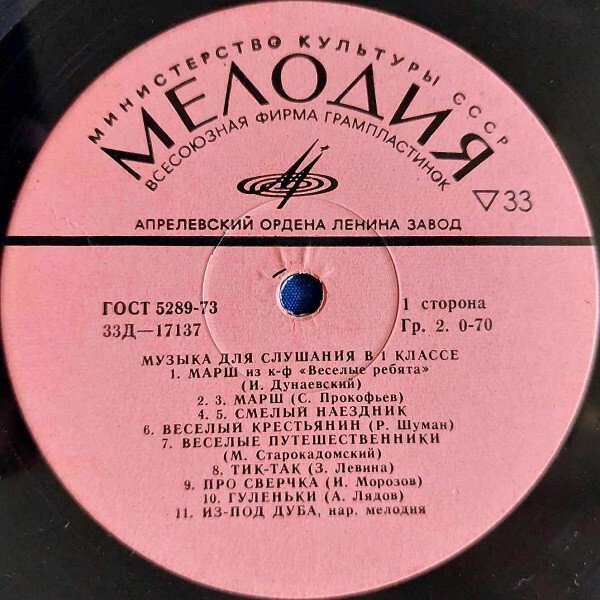 МИНИСТЕРСТВО КУЛЬТУРЫ СССР
МЕЛОДИЯ
ВСЕСОЮЗНАЯ ФИРМА ГРАМПЛАСТИНОК
▽33
АПРЕЛЕВСКИЙ ОРДЕНА ЛЕНИНА ЗАВОД
ГОСТ 5289-73
1 сторона
33Д—17137
Гр. 2. 0-70
МУЗЫКА ДЛЯ СЛУШАНИЯ В 1 КЛАССЕ
1. МАРШ из к-ф «Веселые ребята»
(И. Дунаевский)
2. 3. МАРШ (С. Прокофьев)
4. 5. СМЕЛЫЙ НАЕЗДНИК
6. ВЕСЕЛЫЙ КРЕСТЬЯНИН (Р. Шуман)
7. ВЕСЕЛЫЕ ПУТЕШЕСТВЕННИКИ
(М. Старокадомский)
8. ТИК-ТАК (З. Левина)
9. ПРО СВЕРЧКА (И. Морозов)
10. ГУЛЕНЬКИ (А. Лядов)
11. ИЗ-ПОД ДУБА, нар. мелодия